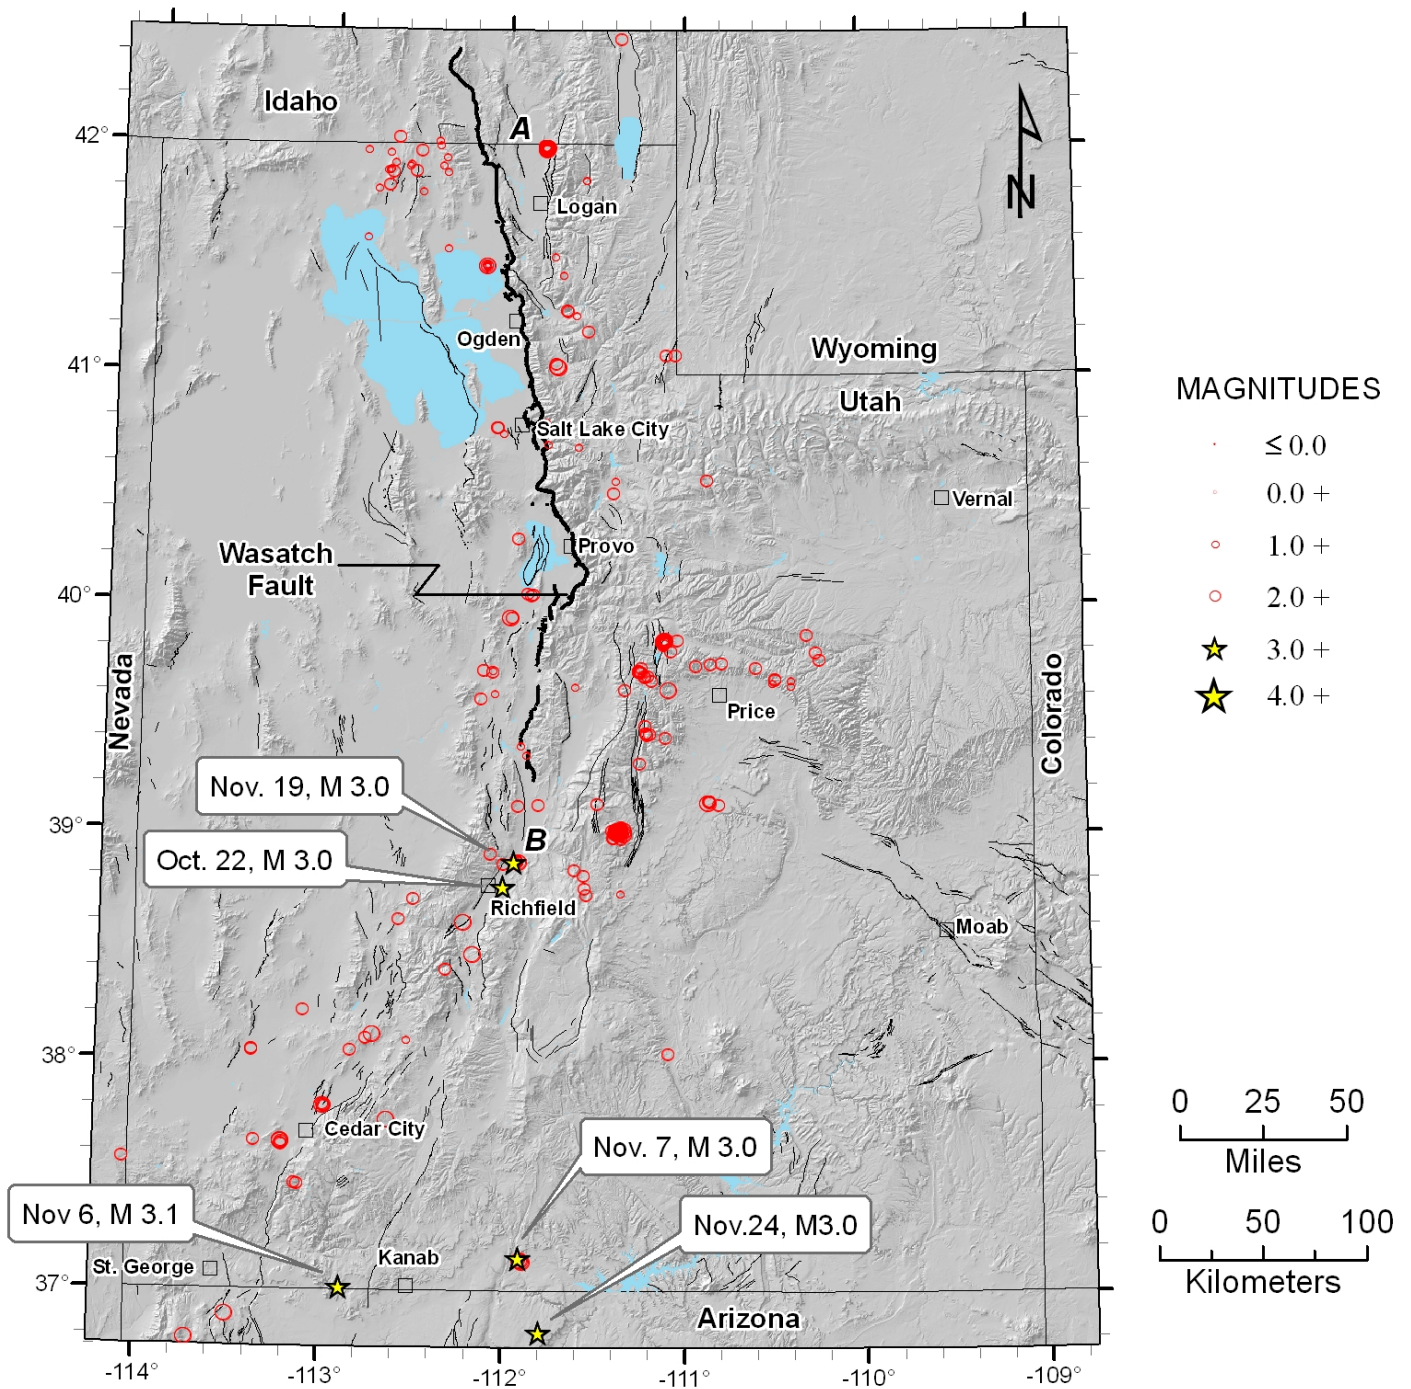 Idaho
A
42°
N
Logan
Ogden
41°
Wyoming
Utah
MAGNITUDES
≤ 0.0
0.0 +
1.0 +
2.0 +
3.0 +
4.0 +
Salt Lake City
Vernal
Wasatch
Fault
Provo
40°
Nevada
Colorado
Price
Nov. 19, M 3.0
39°
B
Oct. 22, M 3.0
Richfield
Moab
38°
Cedar City
0 25 50
Miles
Nov. 7, M 3.0
Nov 6, M 3.1
Nov.24, M3.0
0 50 100
Kilometers
Kanab
St. George
37°
Arizona
-114° -113° -112° -111° -110° -109°